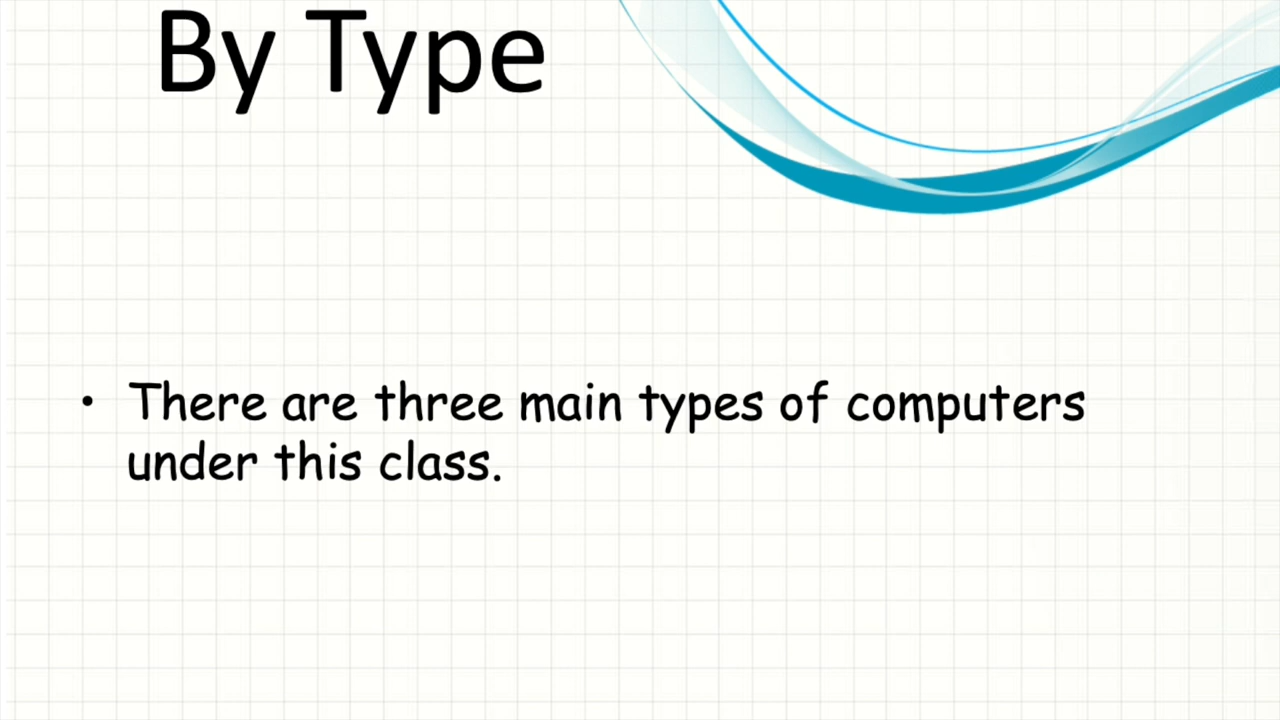 By Type
• There are three main types of computers
under this class.